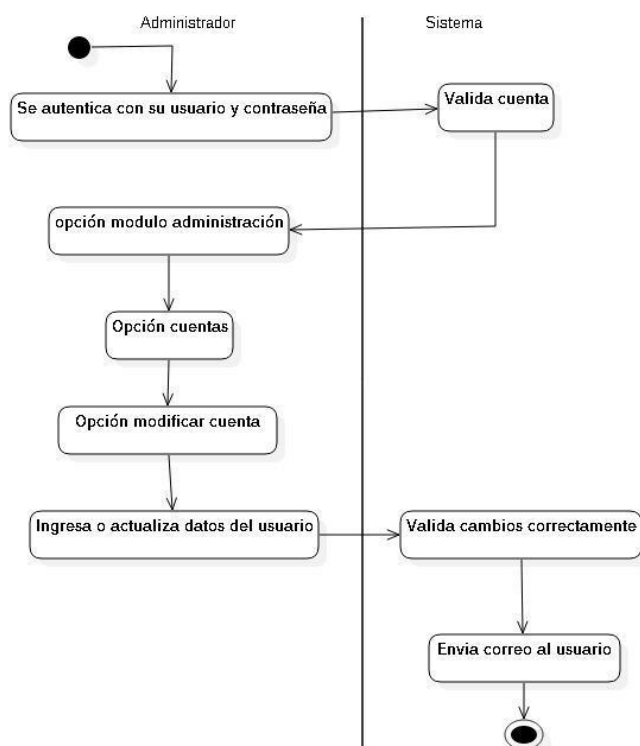 Administrador
Sistema
Se autentica con su usuario y contraseña
Valida cuenta
opción modulo administración
Opción cuentas
Opción modificar cuenta
Ingresa o actualiza datos del usuario
Valida cambios correctamente
Envia correo al usuario